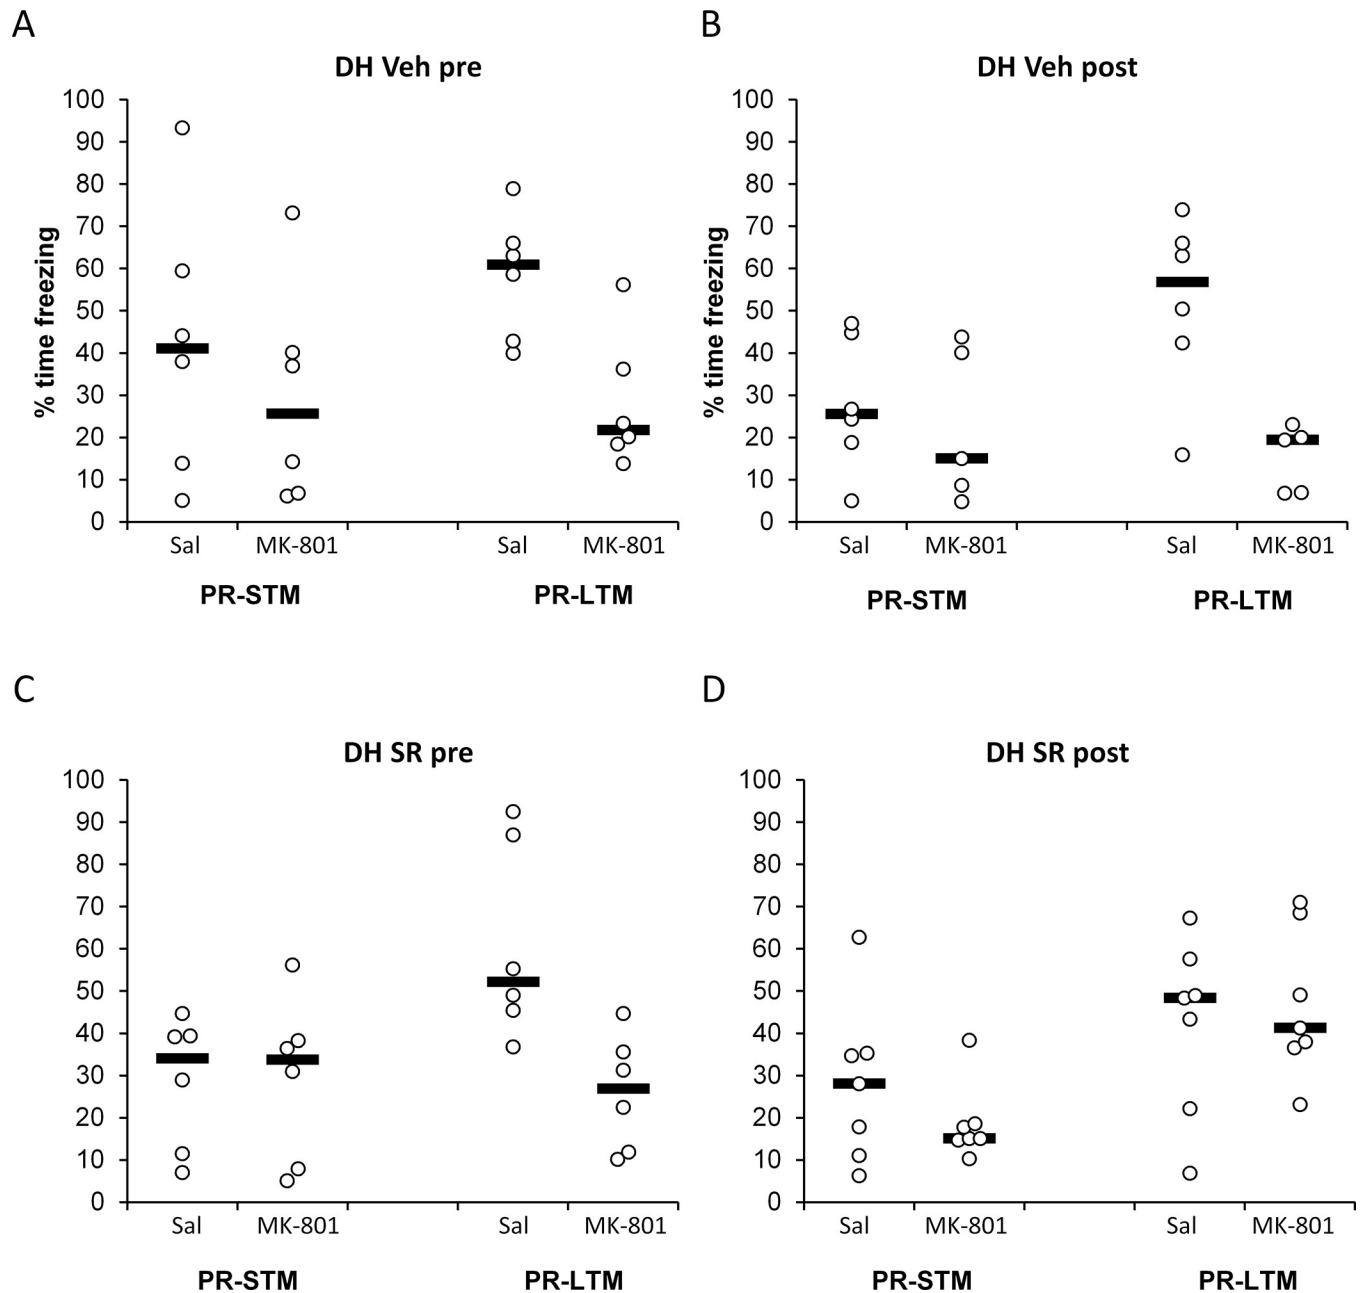 A
DH Veh pre
100
90
80
70
60
50
40
30
20
10
0
% time freezing
Sal MK-801 Sal MK-801
PR-STM PR-LTM
B
DH Veh post
100
90
80
70
60
50
40
30
20
10
0
% time freezing
Sal MK-801 Sal MK-801
PR-STM PR-LTM
C
DH SR pre
100
90
80
70
60
50
40
30
20
10
0
Sal MK-801 Sal MK-801
PR-STM PR-LTM
D
DH SR post
100
90
80
70
60
50
40
30
20
10
0
Sal MK-801 Sal MK-801
PR-STM PR-LTM